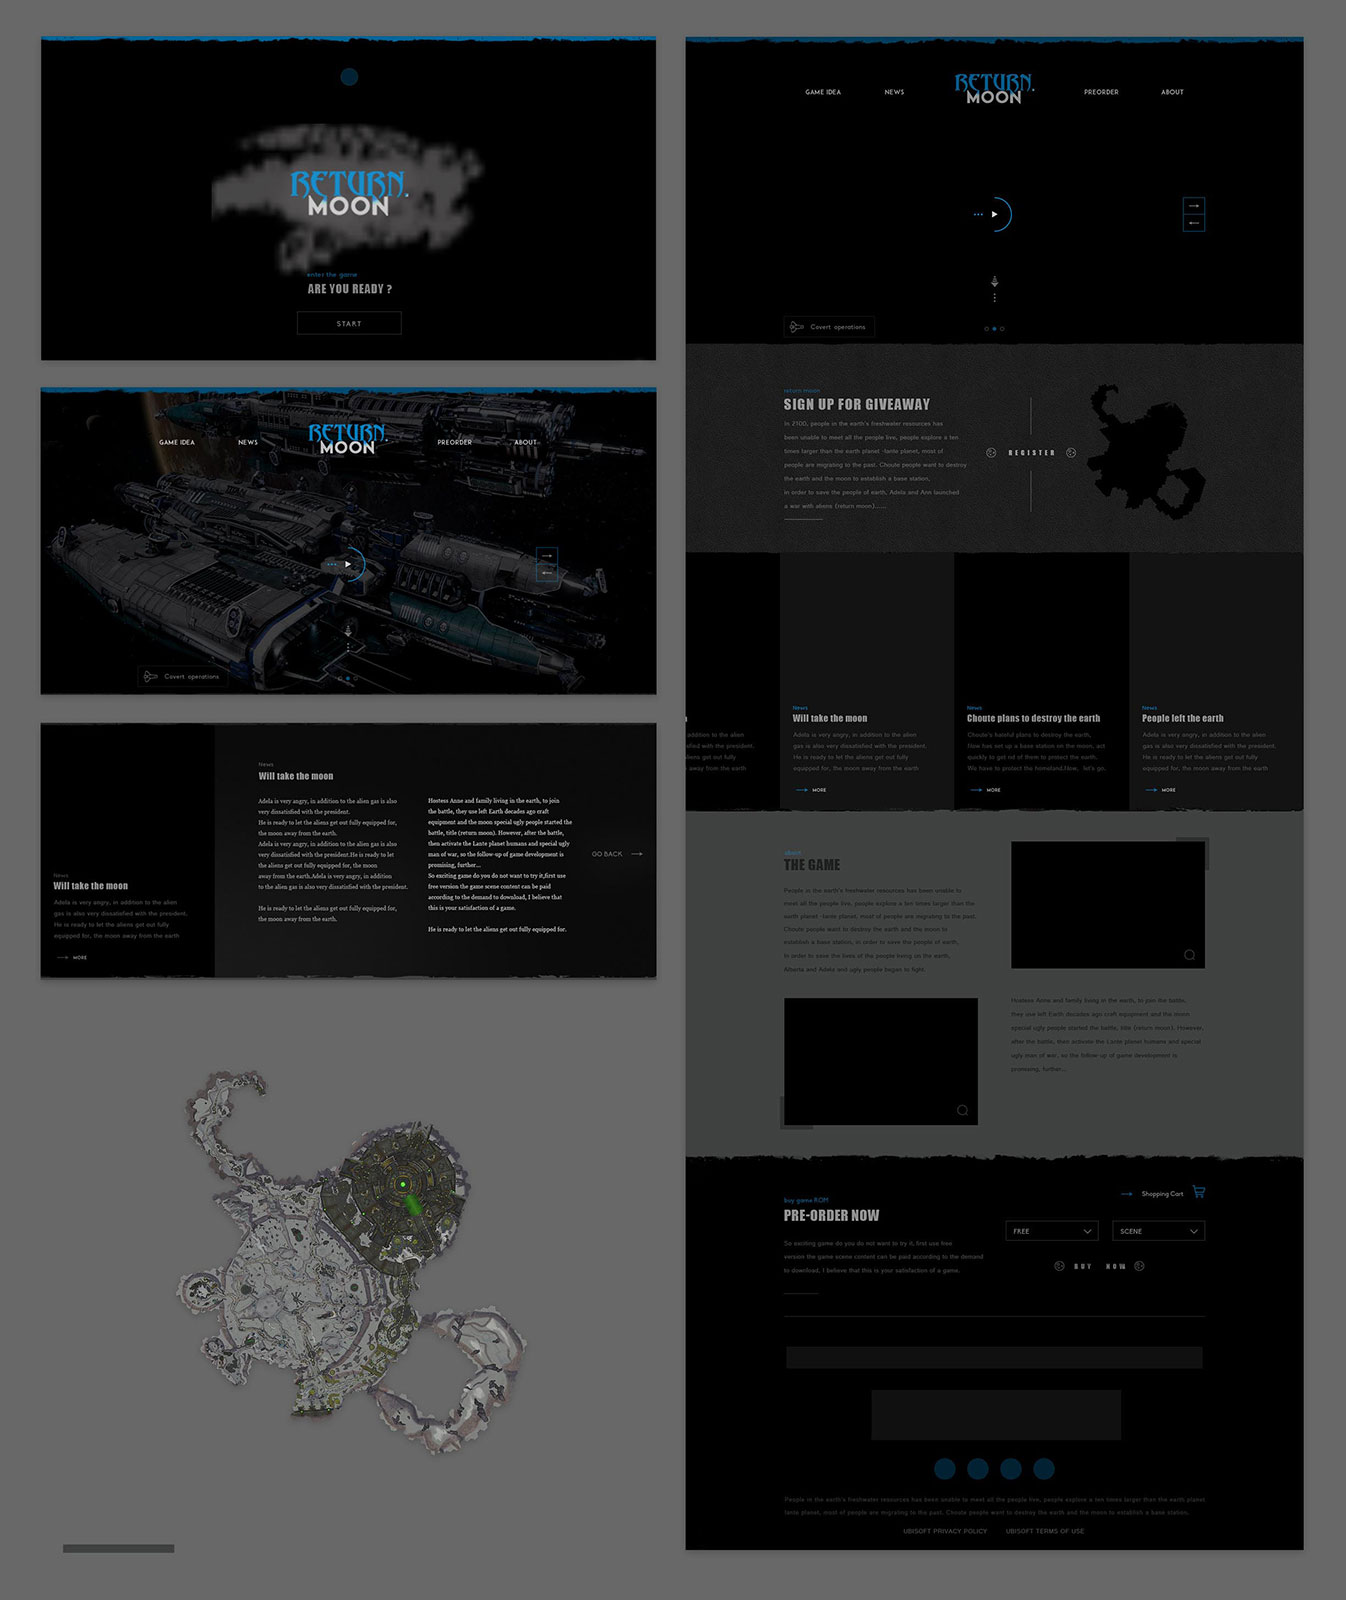 RETURN.
MOON
enter the game
ARE YOU READY ?
START
GAME IDEA
NEWS
RETURN.
MOON
PREORDER
ABOUT
Covert operations
News
Will take the moon
Adela is very angry, in addition to the alien
gas is also very dissatisfied with the president.
He is ready to let the aliens get out fully
equipped for, the moon away from the earth
MORE
News
Will take the moon
Adela is very angry, in addition to the alien gas is also
very dissatisfied with the president.
He is ready to let the aliens get out fully equipped for,
the moon away from the earth.
Adela is very angry, in addition to the alien gas is also
very dissatisfied with the president.He is ready to let
the aliens get out fully equipped for, the moon
away from the earth.Adela is very angry, in addition
to the alien gas is also very dissatisfied with the president.
He is ready to let the aliens get out fully equipped for,
the moon away from the earth.
Hostess Anne and family living in the earth, to join
the battle, they use left Earth decades ago craft
equipment and the moon special ugly people started the
battle, title (return moon). However, after the battle,
then activate the Lante planet humans and special ugly
man of war, so the follow-up of game development is
promising, further...
So exciting game do you do not want to try it,first use
free version the game scene content can be paid
according to the demand to download, I believe that
this is your satisfaction of a game.
He is ready to let the aliens get out fully equipped for.
GO BACK
GAME IDEA
NEWS
RETURN.
MOON
PREORDER
ABOUT
Covert operations
return moon
SIGN UP FOR GIVEAWAY
In 2100, people in the earth's freshwater resources has
been unable to meet all the people live, people explore a ten
times larger than the earth planet -lante planet, most of
people are migrating to the past. Choute people want to destroy
the earth and the moon to establish a base station,
in order to save the people of earth, Adela and Ann launched
a war with aliens (return moon)......
REGISTER
addition to the alien
sfied with the president.
liens get out fully
away from the earth
News
Will take the moon
Adela is very angry, in addition to the alien
gas is also very dissatisfied with the president.
He is ready to let the aliens get out fully
equipped for, the moon away from the earth
MORE
News
Choute plans to destroy the earth
Choute's hateful plans to destroy the earth,
Now has set up a base station on the moon, act
quickly to get rid of them to protect the earth.
We have to protect the homeland.Now, let's go.
MORE
News
People left the earth
Adela is very angry, in addition to the alien
gas is also very dissatisfied with the president.
He is ready to let the aliens get out fully
equipped for, the moon away from the earth
MORE
about
THE GAME
People in the earth's freshwater resources has been unable to
meet all the people live, people explore a ten times larger than the
earth planet -lante planet, most of people are migrating to the past.
Choute people want to destroy the earth and the moon to
establish a base station, in order to save the people of earth,
In order to save the lives of the people living on the earth,
Alberta and Adele and ugly people began to fight.
Hostess Anne and family living in the earth, to join the battle,
they use left Earth decades ago craft equipment and the moon
special ugly people started the battle, title (return moon). However,
after the battle, then activate the Lante planet humans and special
ugly man of war, so the follow-up of game development is
promising, further...
buy game ROM
PRE-ORDER NOW
So exciting game do you do not want to try it, first use free
version the game scene content can be paid according to the demand
to download, I believe that this is your satisfaction of a game.
Shopping Cart
FREE
SCENE
BUY NOW
People in the earth's freshwater resources has been unable to meet all the people live, people explore a ten times larger than the earth planet
lante planet, most of people are migrating to the past. Choute people want to destroy the earth and the moon to establish a base station,
UBISOFT PRIVACY POLICY
UBISOFT TERMS OF USE